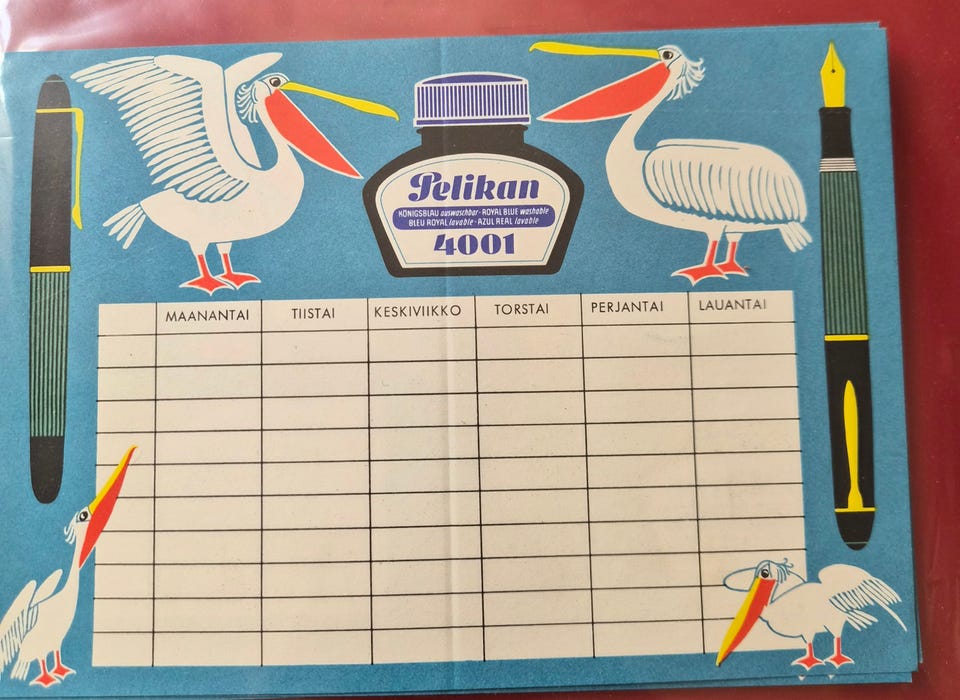 Pelikan
KÖNIGSBLAU auswaschbar · ROYAL BLUE washable
BLEU ROYAL lavable · AZUL REAL lavable
4001
MAANANTAI TIISTAI KESKIVIIKKO TORSTAI PERJANTAI LAUANTAI